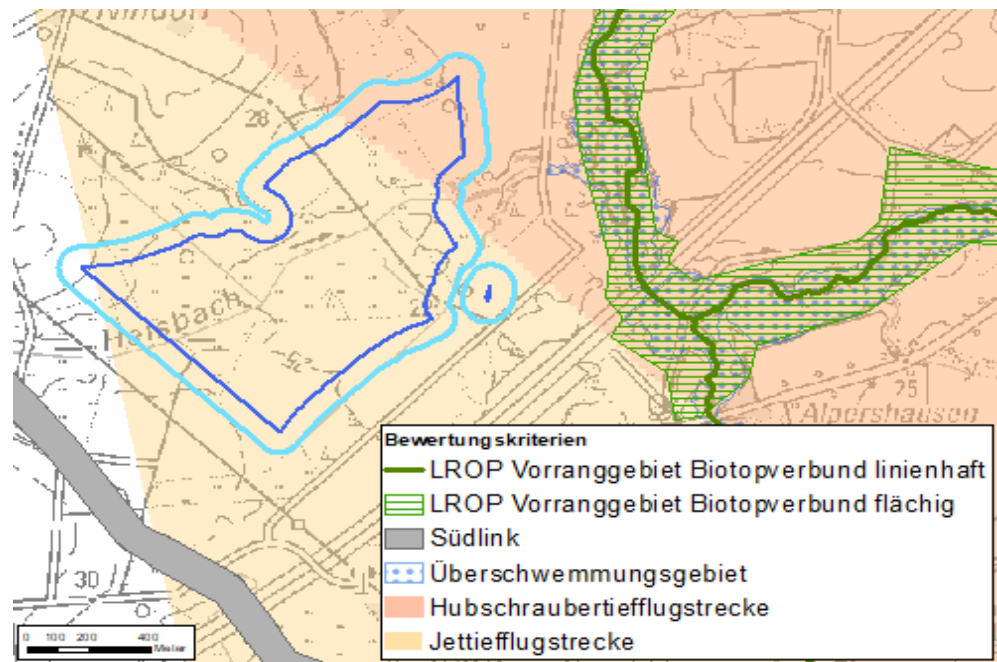 28
Helsbach
25
Alpershausen
30
Bewertungskriterien
LROP Vorranggebiet Biotopverbund linienhaft
LROP Vorranggebiet Biotopverbund flächig
Südlink
Überschwemmungsgebiet
Hubschraubertiefflugstrecke
Jettiefflugstrecke
0 100 200 400
Meter